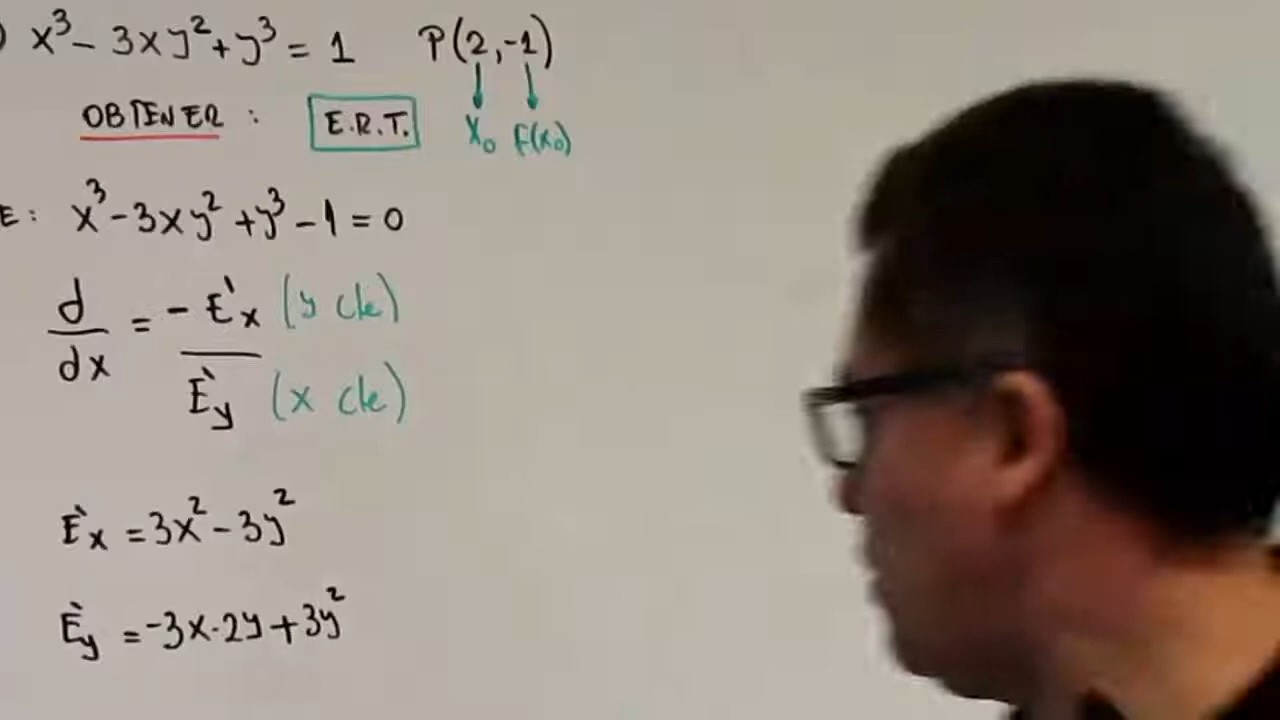 ) x³ - 3xy² + y³ = 1 P(2,-1)
OBTENER : E.R.T. x₀ f(x₀)
E: x³ - 3xy² + y³ - 1 = 0
d/dx = - E'x (y cte) / E'y (x cte)
E'x = 3x² - 3y²
E'y = -3x·2y + 3y²